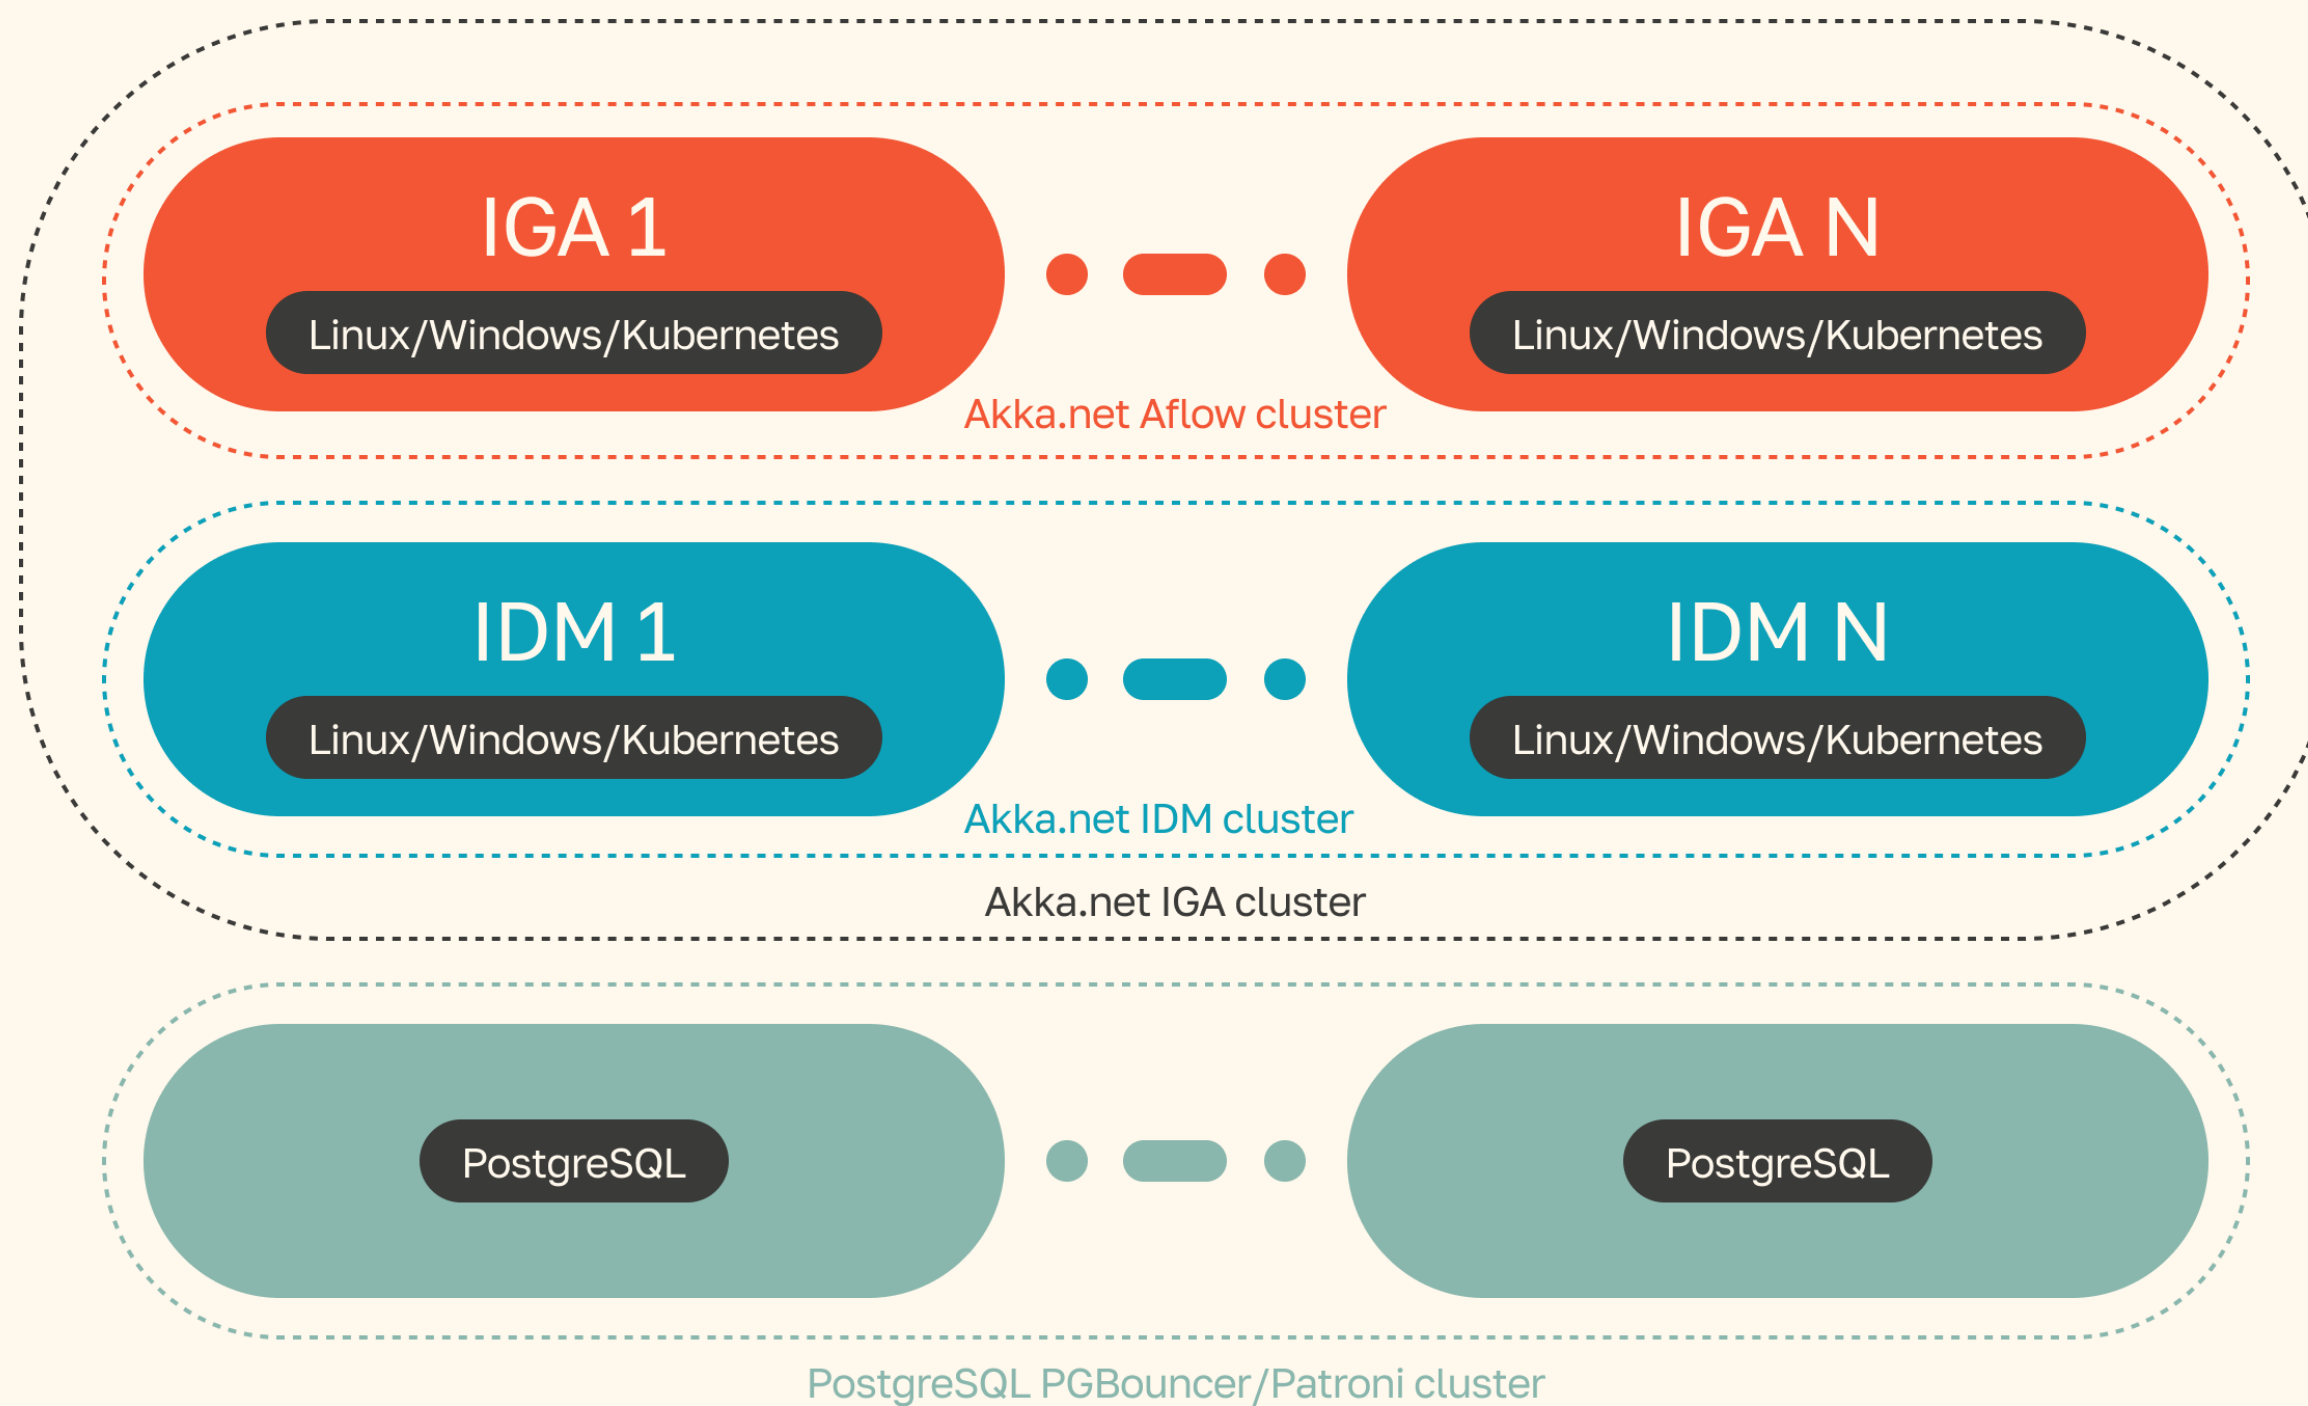 IGA 1
IGA N
Linux/Windows/Kubernetes
Linux/Windows/Kubernetes
Akka.net Aflow cluster
IDM 1
IDM N
Linux/Windows/Kubernetes
Linux/Windows/Kubernetes
Akka.net IDM cluster
Akka.net IGA cluster
PostgreSQL
PostgreSQL
PostgreSQL PGBouncer/Patroni cluster